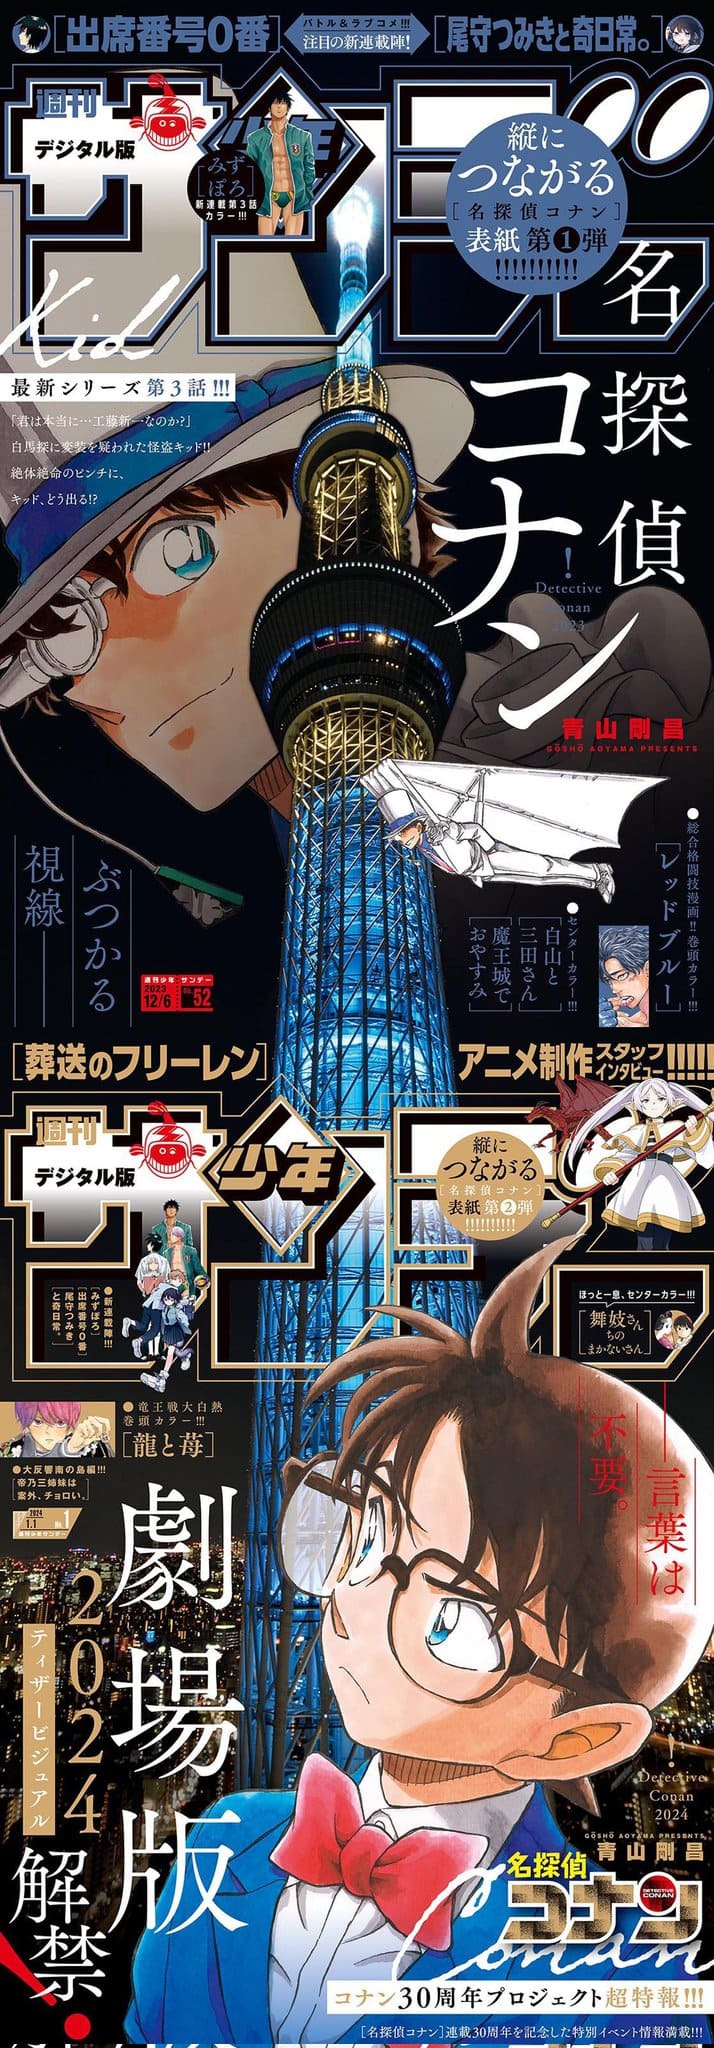 [出席番号0番]
バトル&ラブコメ!!!
注目の新連載陣!
[尾守つみきと奇日常。]
週刊
少年
サンデー
デジタル版
[みずぽろ]
新連載第3話
カラー!!!
縦に
つながる
[名探偵コナン]
表紙 第1弾
!!!!!!!!!!
Kid
最新シリーズ第3話!!!
「君は本当に…工藤新一なのか?」
白馬探に変装を疑われた怪盗キッド!!
絶体絶命のピンチに、
キッド、どう出る!?
名探偵
コナン
!
Detective
Conan
2023
青山剛昌
GOSHO AOYAMA PRESENTS
ぶつかる
視線――
●総合格闘技漫画!!巻頭カラー!!!
[レッドブルー]
●センターカラー!!!
[白山と
三田さん]
[魔王城で
おやすみ]
週刊少年サンデー
2023
12/6
52
[葬送のフリーレン]
アニメ制作スタッフ
インタビュー!!!!!
週刊
少年
サンデー
デジタル版
縦に
つながる
[名探偵コナン]
表紙 第2弾
!!!!!!!!!!
●新連載陣!!!
[みずぽろ]
[出席番号0番]
[尾守つみき
と奇日常。]
ほっと一息、センターカラー!!!
[舞妓さん
ちの
まかないさん]
●竜王戦大白熱
巻頭カラー!!!
[龍と苺]
●大反響南の島編!!!
[帝乃三姉妹は
案外、チョロい。]
2024
1.1
No.1
週刊少年サンデー
――言葉は
不要。
劇場版
2024
ティザービジュアル
解禁!
!
Detective
Conan
2024
GOSHO AOYAMA PRESENTS
青山剛昌
名探偵
コナン
DETECTIVE
CONAN
Conan
コナン30周年プロジェクト超特報!!!
[名探偵コナン]連載30周年を記念した特別イベント情報満載!!!